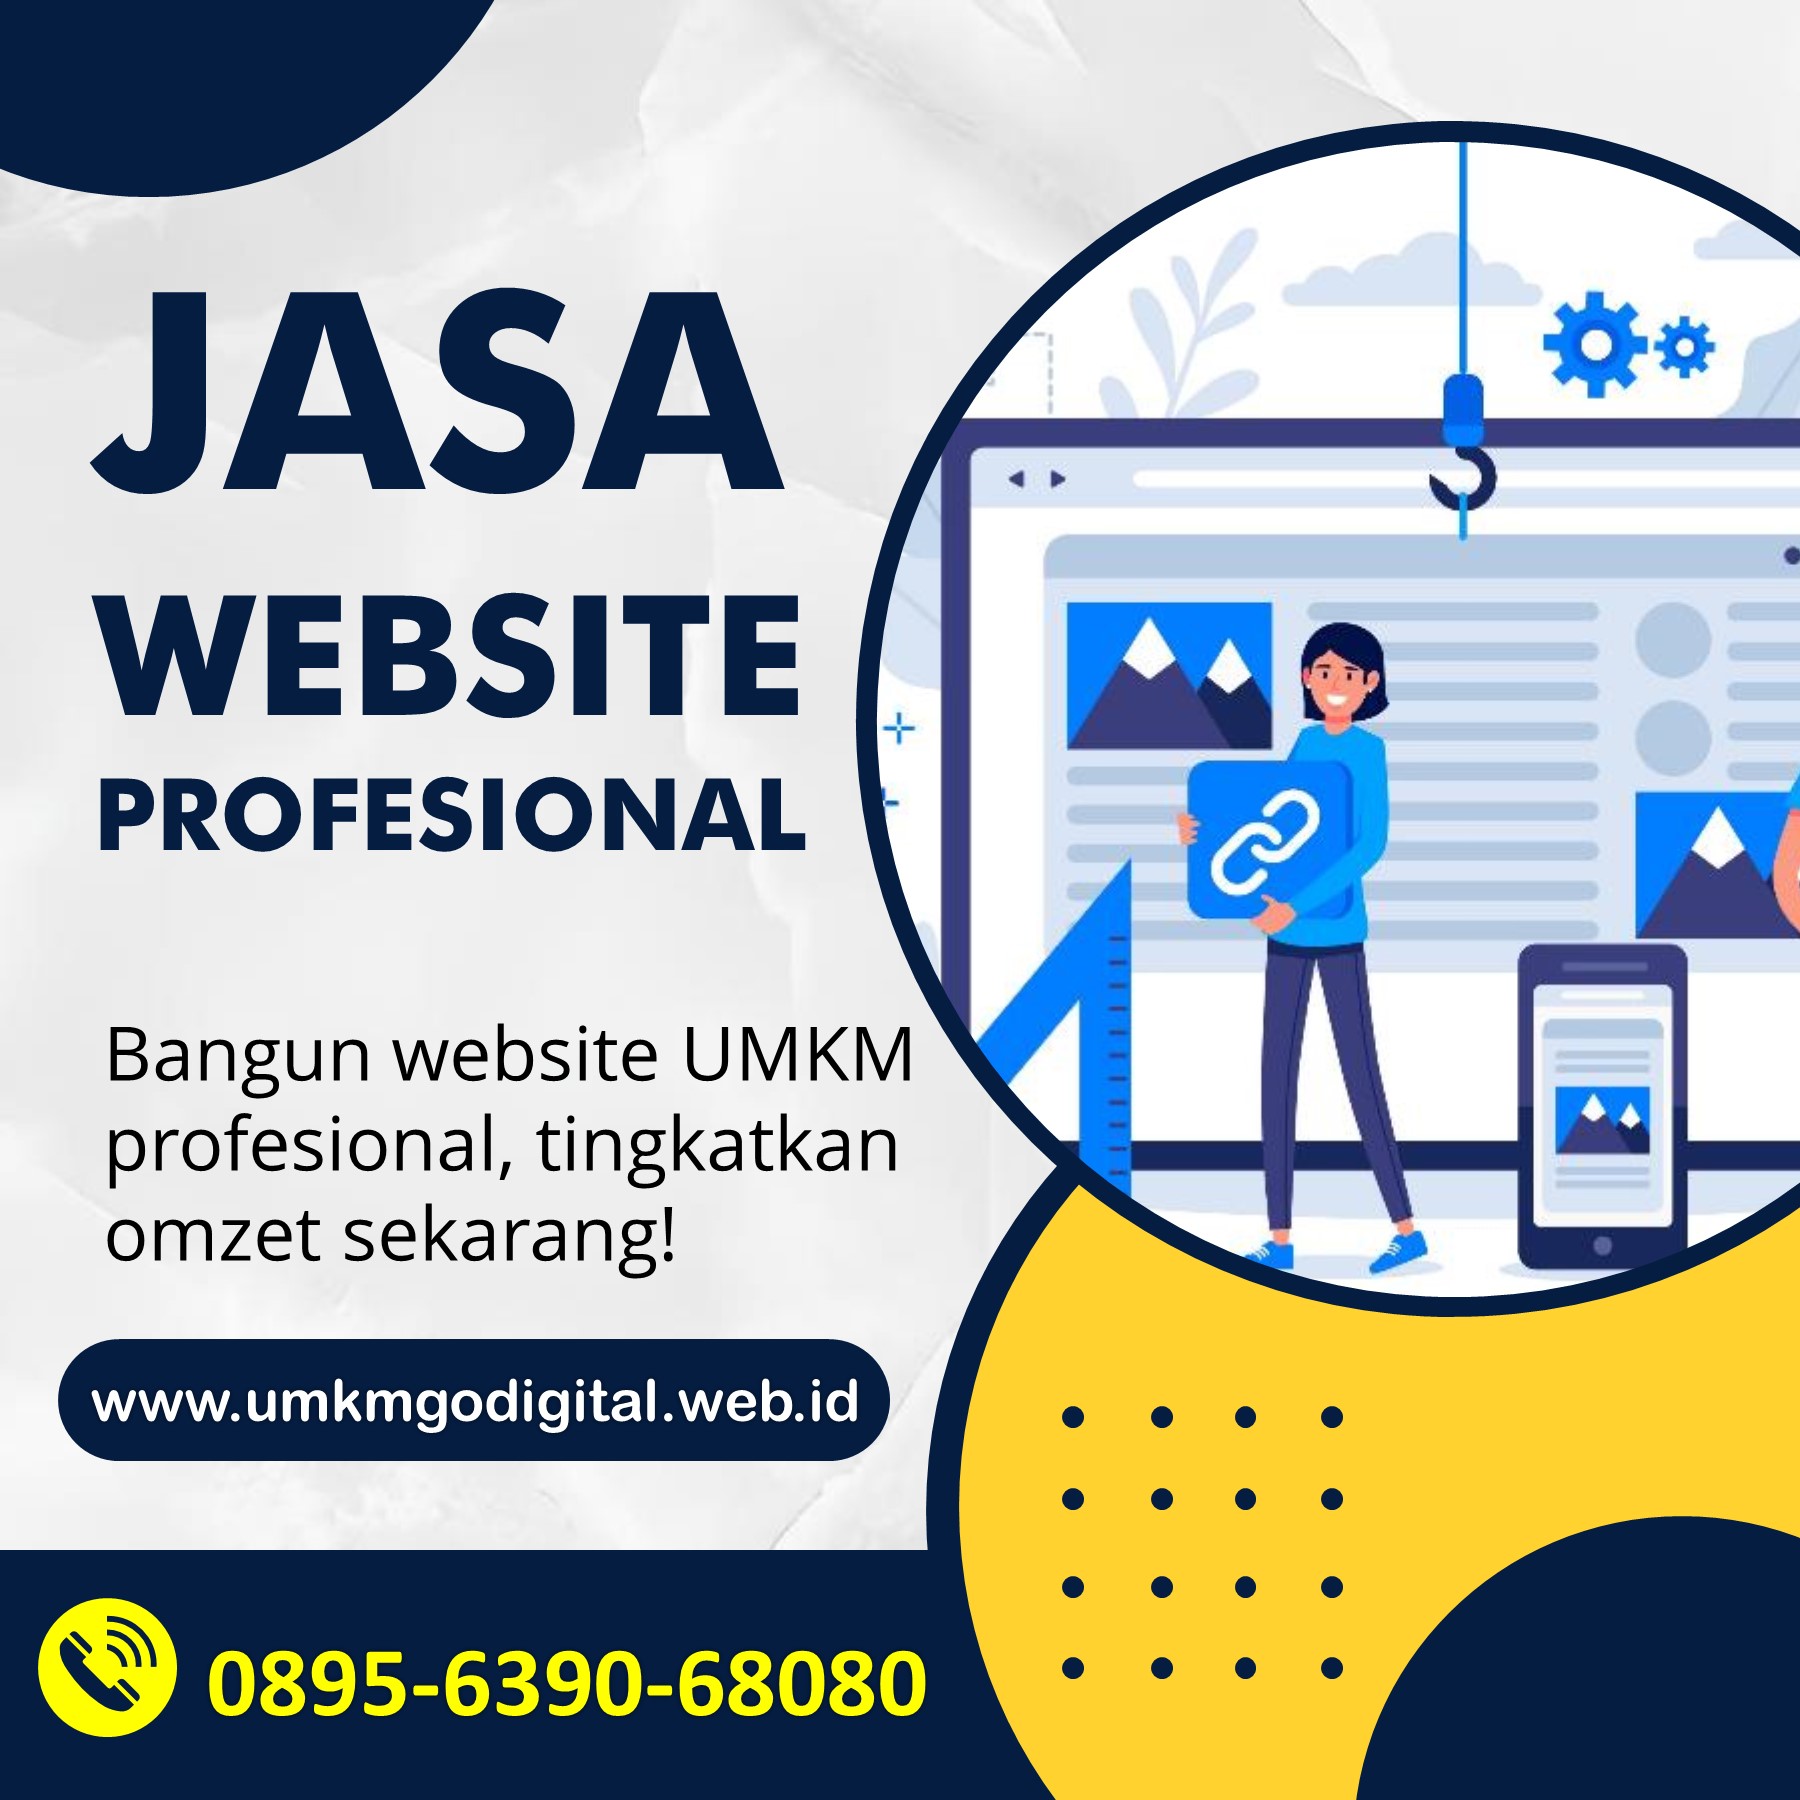 JASA
WEBSITE
PROFESIONAL
Bangun website UMKM
profesional, tingkatkan
omzet sekarang!
www.umkmgodigital.web.id
0895-6390-68080